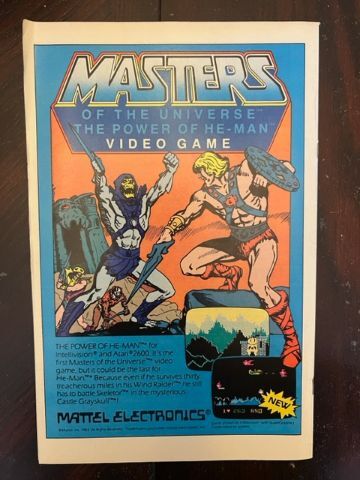 MASTERS
OF THE UNIVERSE™
THE POWER OF HE-MAN™
VIDEO GAME
THE POWER OF HE-MAN™ for
Intellivision® and Atari® 2600. It is the
first Masters of the Universe™ video
game, but it could be the last for
He-Man™. Because even if he survives thirty
treacherous miles in his Wind Raider™, he still
has to battle Skeletor™ in the mysterious
Castle Grayskull™!
MATTEL ELECTRONICS®
NEW